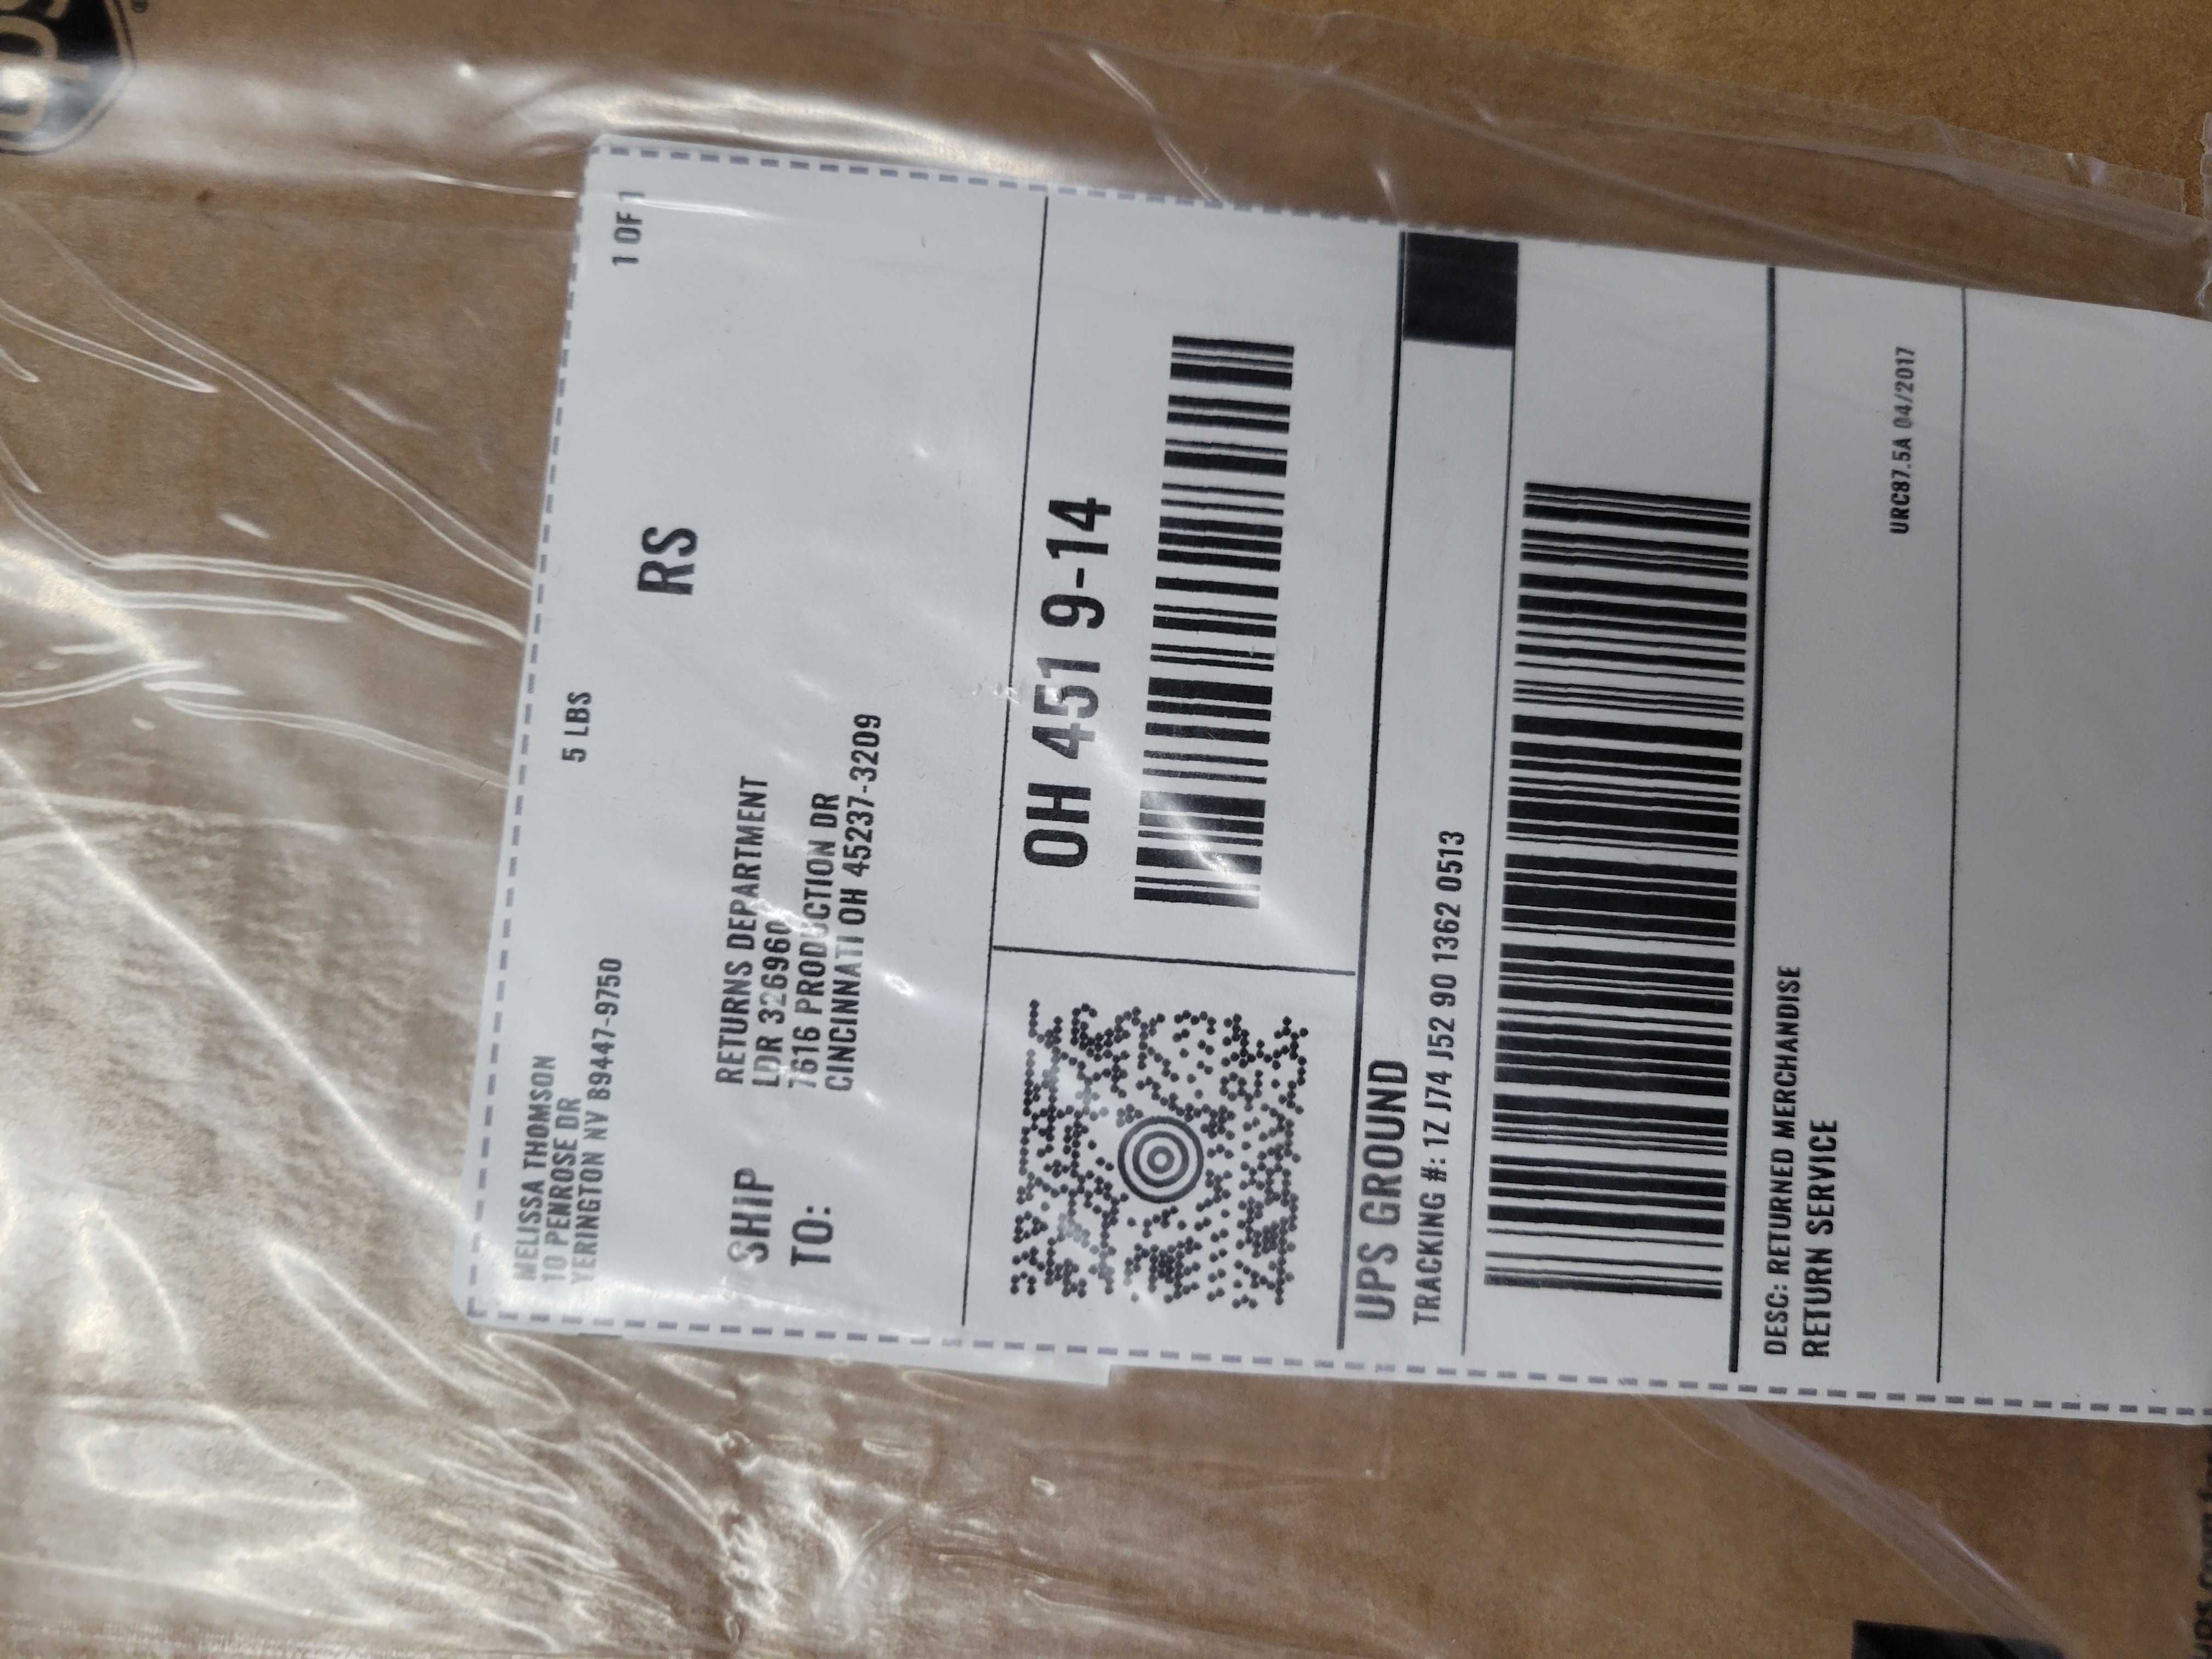 MELISSA THOMSON
10 PENROSE DR
YERINGTON NV 89447-9750
5 LBS
1 OF 1
RS
SHIP TO:
RETURNS DEPARTMENT
LDR 326960
7616 PRODUCTION DR
CINCINNATI OH 45237-3209
OH 451 9-14
UPS GROUND
TRACKING #: 1Z J74 J52 90 1362 0513
DESC: RETURNED MERCHANDISE
RETURN SERVICE
URC87.5A 04/2017